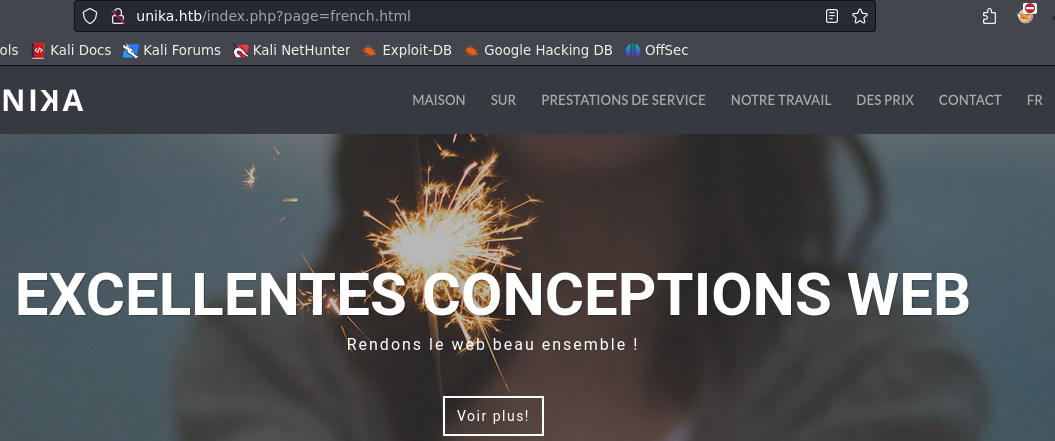 unika.htb/index.php?page=french.html
ols Kali Docs Kali Forums Kali NetHunter Exploit-DB Google Hacking DB OffSec
NIKA MAISON SUR PRESTATIONS DE SERVICE NOTRE TRAVAIL DES PRIX CONTACT FR
EXCELLENTES CONCEPTIONS WEB
Rendons le web beau ensemble !
Voir plus!